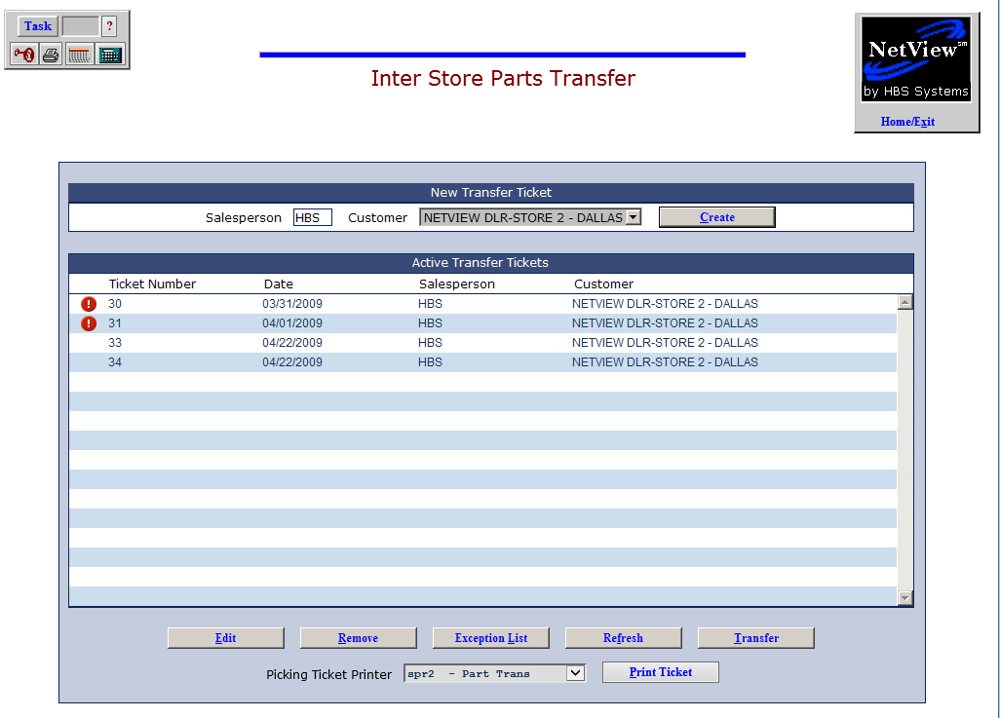 Task ?
NetView℠
by HBS Systems
Home/Exit
Inter Store Parts Transfer
New Transfer Ticket
Salesperson HBS Customer NETVIEW DLR-STORE 2 - DALLAS Create
Active Transfer Tickets
Ticket Number Date Salesperson Customer
30 03/31/2009 HBS NETVIEW DLR-STORE 2 - DALLAS
31 04/01/2009 HBS NETVIEW DLR-STORE 2 - DALLAS
33 04/22/2009 HBS NETVIEW DLR-STORE 2 - DALLAS
34 04/22/2009 HBS NETVIEW DLR-STORE 2 - DALLAS
Edit Remove Exception List Refresh Transfer
Picking Ticket Printer spr2 - Part Trans Print Ticket